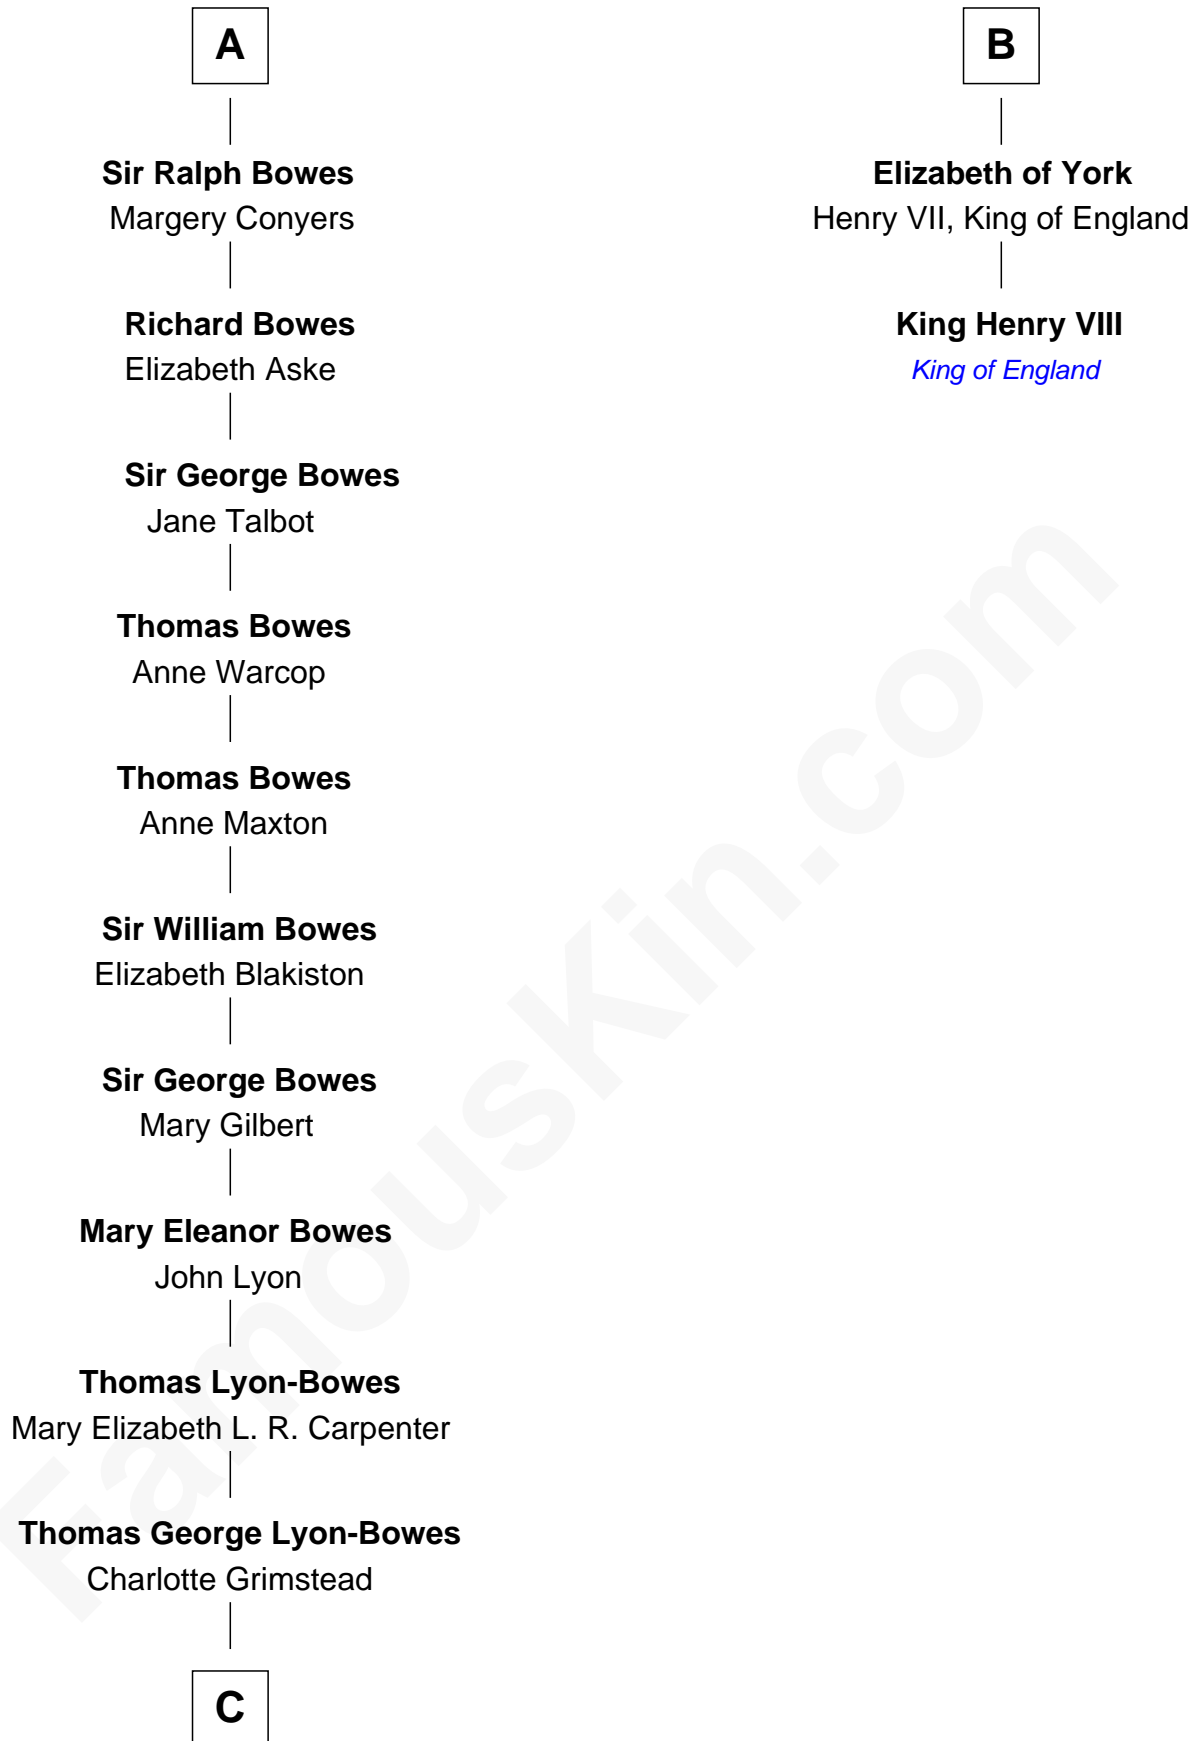 A
Sir Ralph Bowes
Margery Conyers
Richard Bowes
Elizabeth Aske
Sir George Bowes
Jane Talbot
Thomas Bowes
Anne Warcop
Thomas Bowes
Anne Maxton
Sir William Bowes
Elizabeth Blakiston
Sir George Bowes
Mary Gilbert
Mary Eleanor Bowes
John Lyon
Thomas Lyon-Bowes
Mary Elizabeth L. R. Carpenter
Thomas George Lyon-Bowes
Charlotte Grimstead
C
B
Elizabeth of York
Henry VII, King of England
King Henry VIII
King of England
FamousKin.com